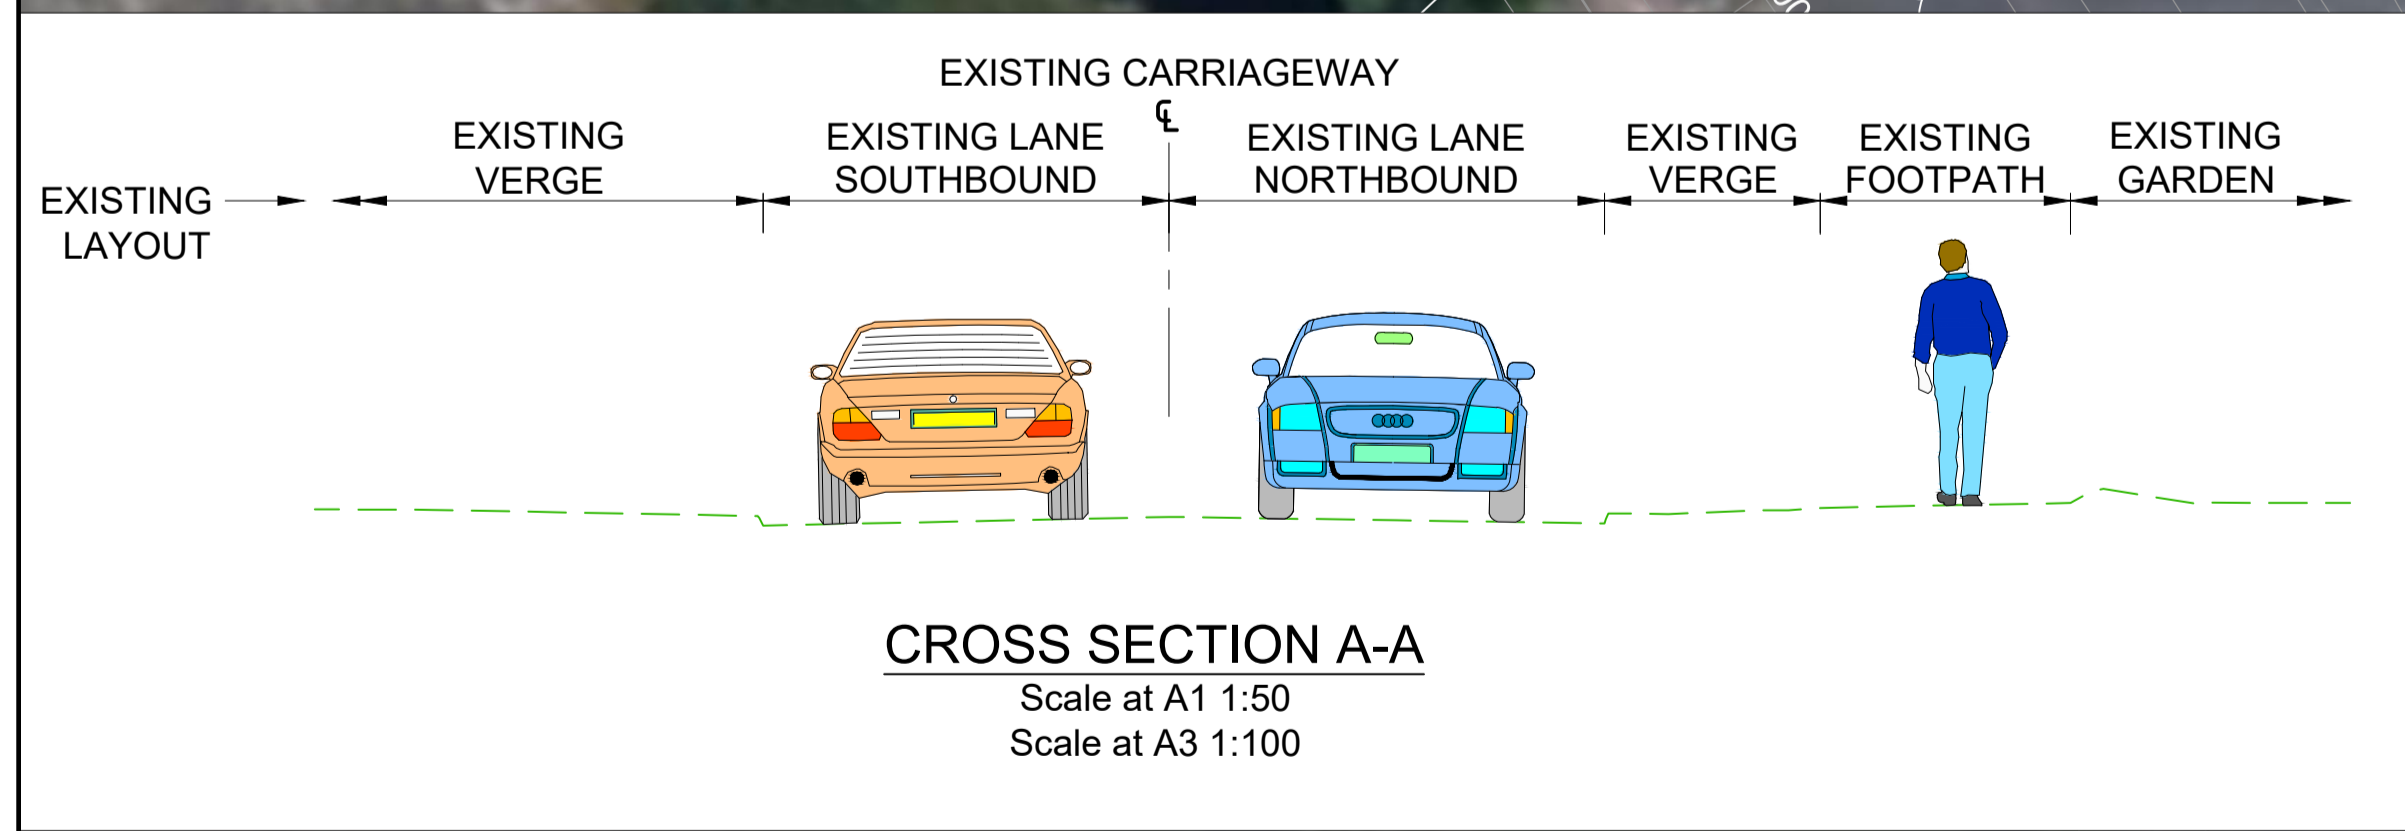 EXISTING CARRIAGEWAY
℄
EXISTING
VERGE
EXISTING LANE
SOUTHBOUND
EXISTING LANE
NORTHBOUND
EXISTING
VERGE
EXISTING
FOOTPATH
EXISTING
GARDEN
EXISTING
LAYOUT
CROSS SECTION A-A
Scale at A1 1:50
Scale at A3 1:100